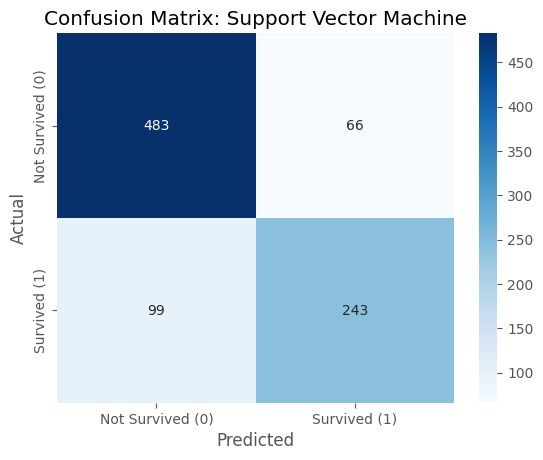 Confusion Matrix: Support Vector Machine
Not Survived (0)
Survived (1)
Actual
483
66
99
243
Not Survived (0)
Survived (1)
Predicted
450
400
350
300
250
200
150
100